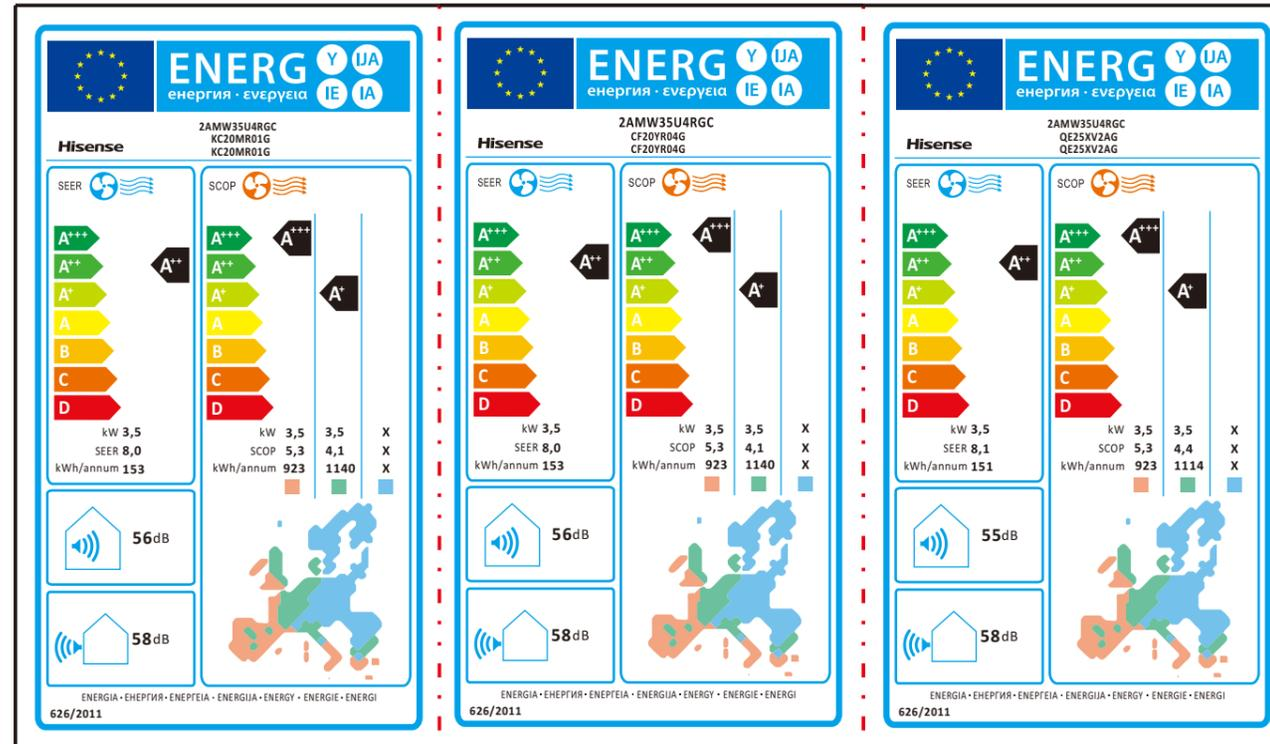 ENERG Y IJA
енергия · ενεργεια IE IA
2AMW35U4RGC
KC20MR01G
Hisense KC20MR01G
SEER
SCOP
A+++ A+++ A+++
A++ A++ A++
A+ A+ A+
A A
B B
C C
D D
kW 3,5 kW 3,5 3,5 X
SEER 8,0 SCOP 5,3 4,1 X
kWh/annum 153 kWh/annum 923 1140 X
56dB
58dB
ENERGIA · ЕНЕРГИЯ · ΕΝΕΡΓΕΙΑ · ENERGIJA · ENERGY · ENERGIE · ENERGI
626/2011
ENERG Y IJA
енергия · ενεργεια IE IA
2AMW35U4RGC
CF20YR04G
Hisense CF20YR04G
SEER
SCOP
A+++ A+++ A+++
A++ A++ A++
A+ A+ A+
A A
B B
C C
D D
kW 3,5 kW 3,5 3,5 X
SEER 8,0 SCOP 5,3 4,1 X
kWh/annum 153 kWh/annum 923 1140 X
56dB
58dB
ENERGIA · ЕНЕРГИЯ · ΕΝΕΡΓΕΙΑ · ENERGIJA · ENERGY · ENERGIE · ENERGI
626/2011
ENERG Y IJA
енергия · ενεργεια IE IA
2AMW35U4RGC
QE25XV2AG
Hisense QE25XV2AG
SEER
SCOP
A+++ A+++ A+++
A++ A++ A++
A+ A+ A+
A A
B B
C C
D D
kW 3,5 kW 3,5 3,5 X
SEER 8,1 SCOP 5,3 4,4 X
kWh/annum 151 kWh/annum 923 1114 X
55dB
58dB
ENERGIA · ЕНЕРГИЯ · ΕΝΕΡΓΕΙΑ · ENERGIJA · ENERGY · ENERGIE · ENERGI
626/2011